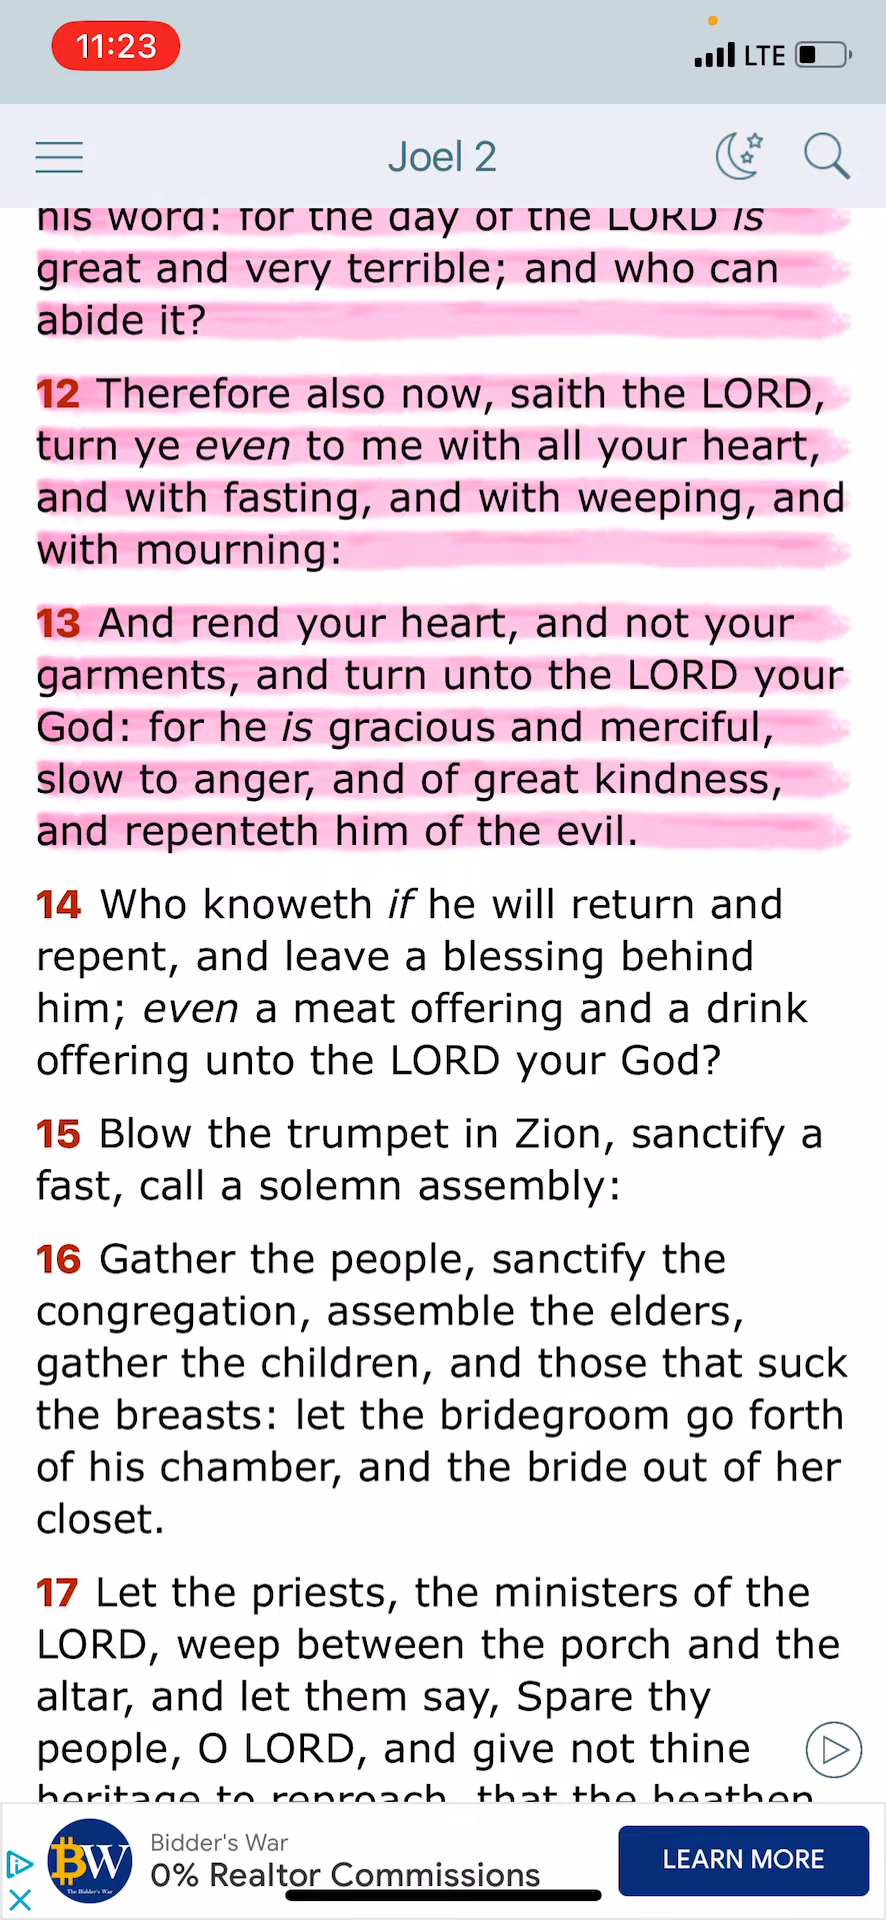 11:23
LTE
Joel 2
his word: for the day of the LORD is
great and very terrible; and who can
abide it?
12 Therefore also now, saith the LORD,
turn ye even to me with all your heart,
and with fasting, and with weeping, and
with mourning:
13 And rend your heart, and not your
garments, and turn unto the LORD your
God: for he is gracious and merciful,
slow to anger, and of great kindness,
and repenteth him of the evil.
14 Who knoweth if he will return and
repent, and leave a blessing behind
him; even a meat offering and a drink
offering unto the LORD your God?
15 Blow the trumpet in Zion, sanctify a
fast, call a solemn assembly:
16 Gather the people, sanctify the
congregation, assemble the elders,
gather the children, and those that suck
the breasts: let the bridegroom go forth
of his chamber, and the bride out of her
closet.
17 Let the priests, the ministers of the
LORD, weep between the porch and the
altar, and let them say, Spare thy
people, O LORD, and give not thine
heritage to reproach, that the heathen
BW
The Bidder's War
Bidder's War
0% Realtor Commissions
LEARN MORE